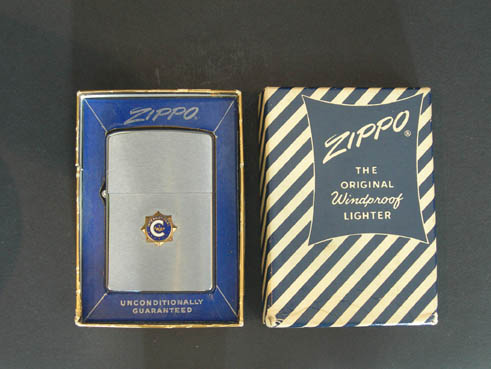 ZIPPO
C
UNCONDITIONALLY
GUARANTEED
ZIPPO®
THE
ORIGINAL
Windproof
LIGHTER